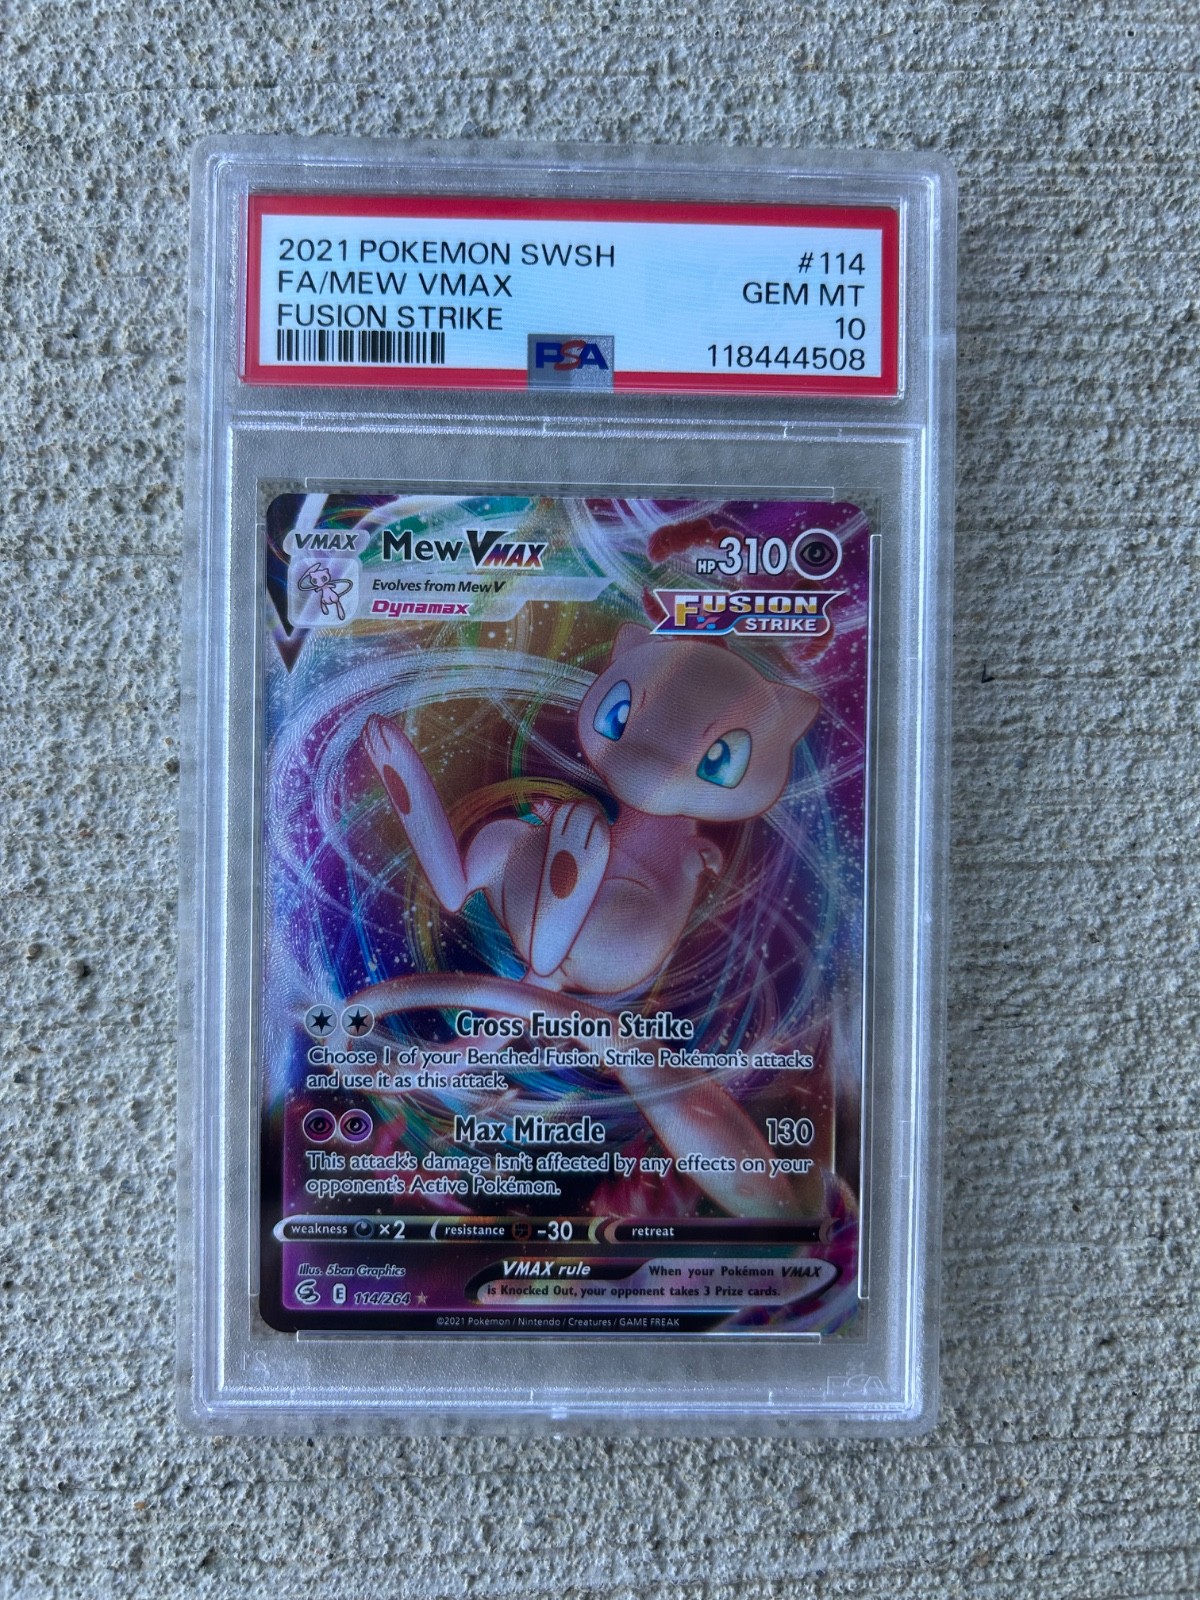 2021 POKEMON SWSH #114
FA/MEW VMAX GEM MT
FUSION STRIKE 10
PSA 118444508
VMAX Mew VMAX HP 310
Evolves from Mew V
Dynamax
FUSION
STRIKE
Cross Fusion Strike
Choose 1 of your Benched Fusion Strike Pokémon's attacks
and use it as this attack.
Max Miracle 130
This attack's damage isn't affected by any effects on your
opponent's Active Pokémon.
weakness ×2 resistance -30 retreat
Illus. 5ban Graphics
VMAX rule When your Pokémon VMAX
is Knocked Out, your opponent takes 3 Prize cards.
E 114/264
©2021 Pokémon / Nintendo / Creatures / GAME FREAK
PSA